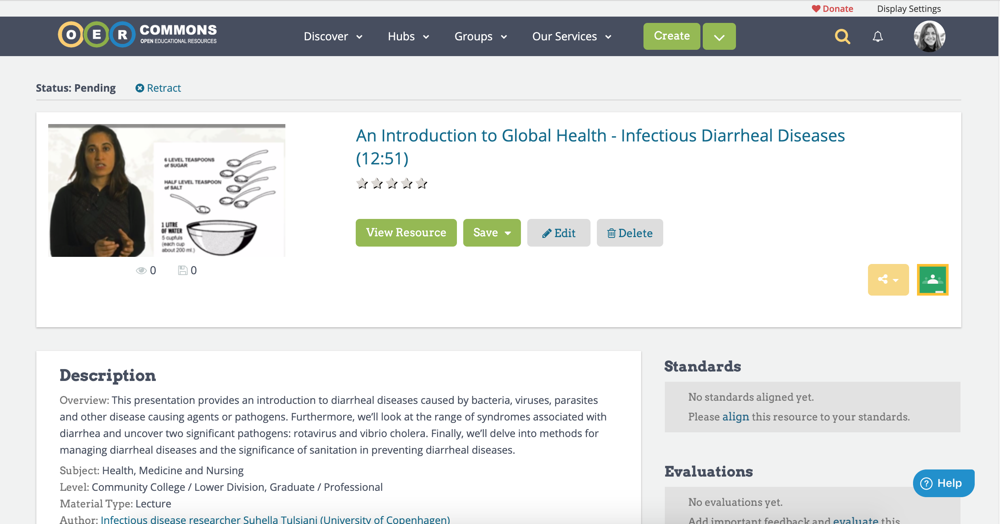 Donate
Display Settings
OER COMMONS
OPEN EDUCATIONAL RESOURCES
Discover
Hubs
Groups
Our Services
Create
Status: Pending
Retract
6 LEVEL TEASPOONS
of SUGAR
HALF LEVEL TEASPOON
of SALT
1 LITRE
OF WATER
5 cupfuls
(each cup
about 200 ml.)
0
0
An Introduction to Global Health - Infectious Diarrheal Diseases
(12:51)
View Resource
Save
Edit
Delete
Description
Overview: This presentation provides an introduction to diarrheal diseases caused by bacteria, viruses, parasites
and other disease causing agents or pathogens. Furthermore, we’ll look at the range of syndromes associated with
diarrhea and uncover two significant pathogens: rotavirus and vibrio cholera. Finally, we’ll delve into methods for
managing diarrheal diseases and the significance of sanitation in preventing diarrheal diseases.
Subject: Health, Medicine and Nursing
Level: Community College / Lower Division, Graduate / Professional
Material Type: Lecture
Author: Infectious disease researcher Suhella Tulsiani (University of Copenhagen)
Standards
No standards aligned yet.
Please align this resource to your standards.
Evaluations
No evaluations yet.
Add important feedback and evaluate this
Help